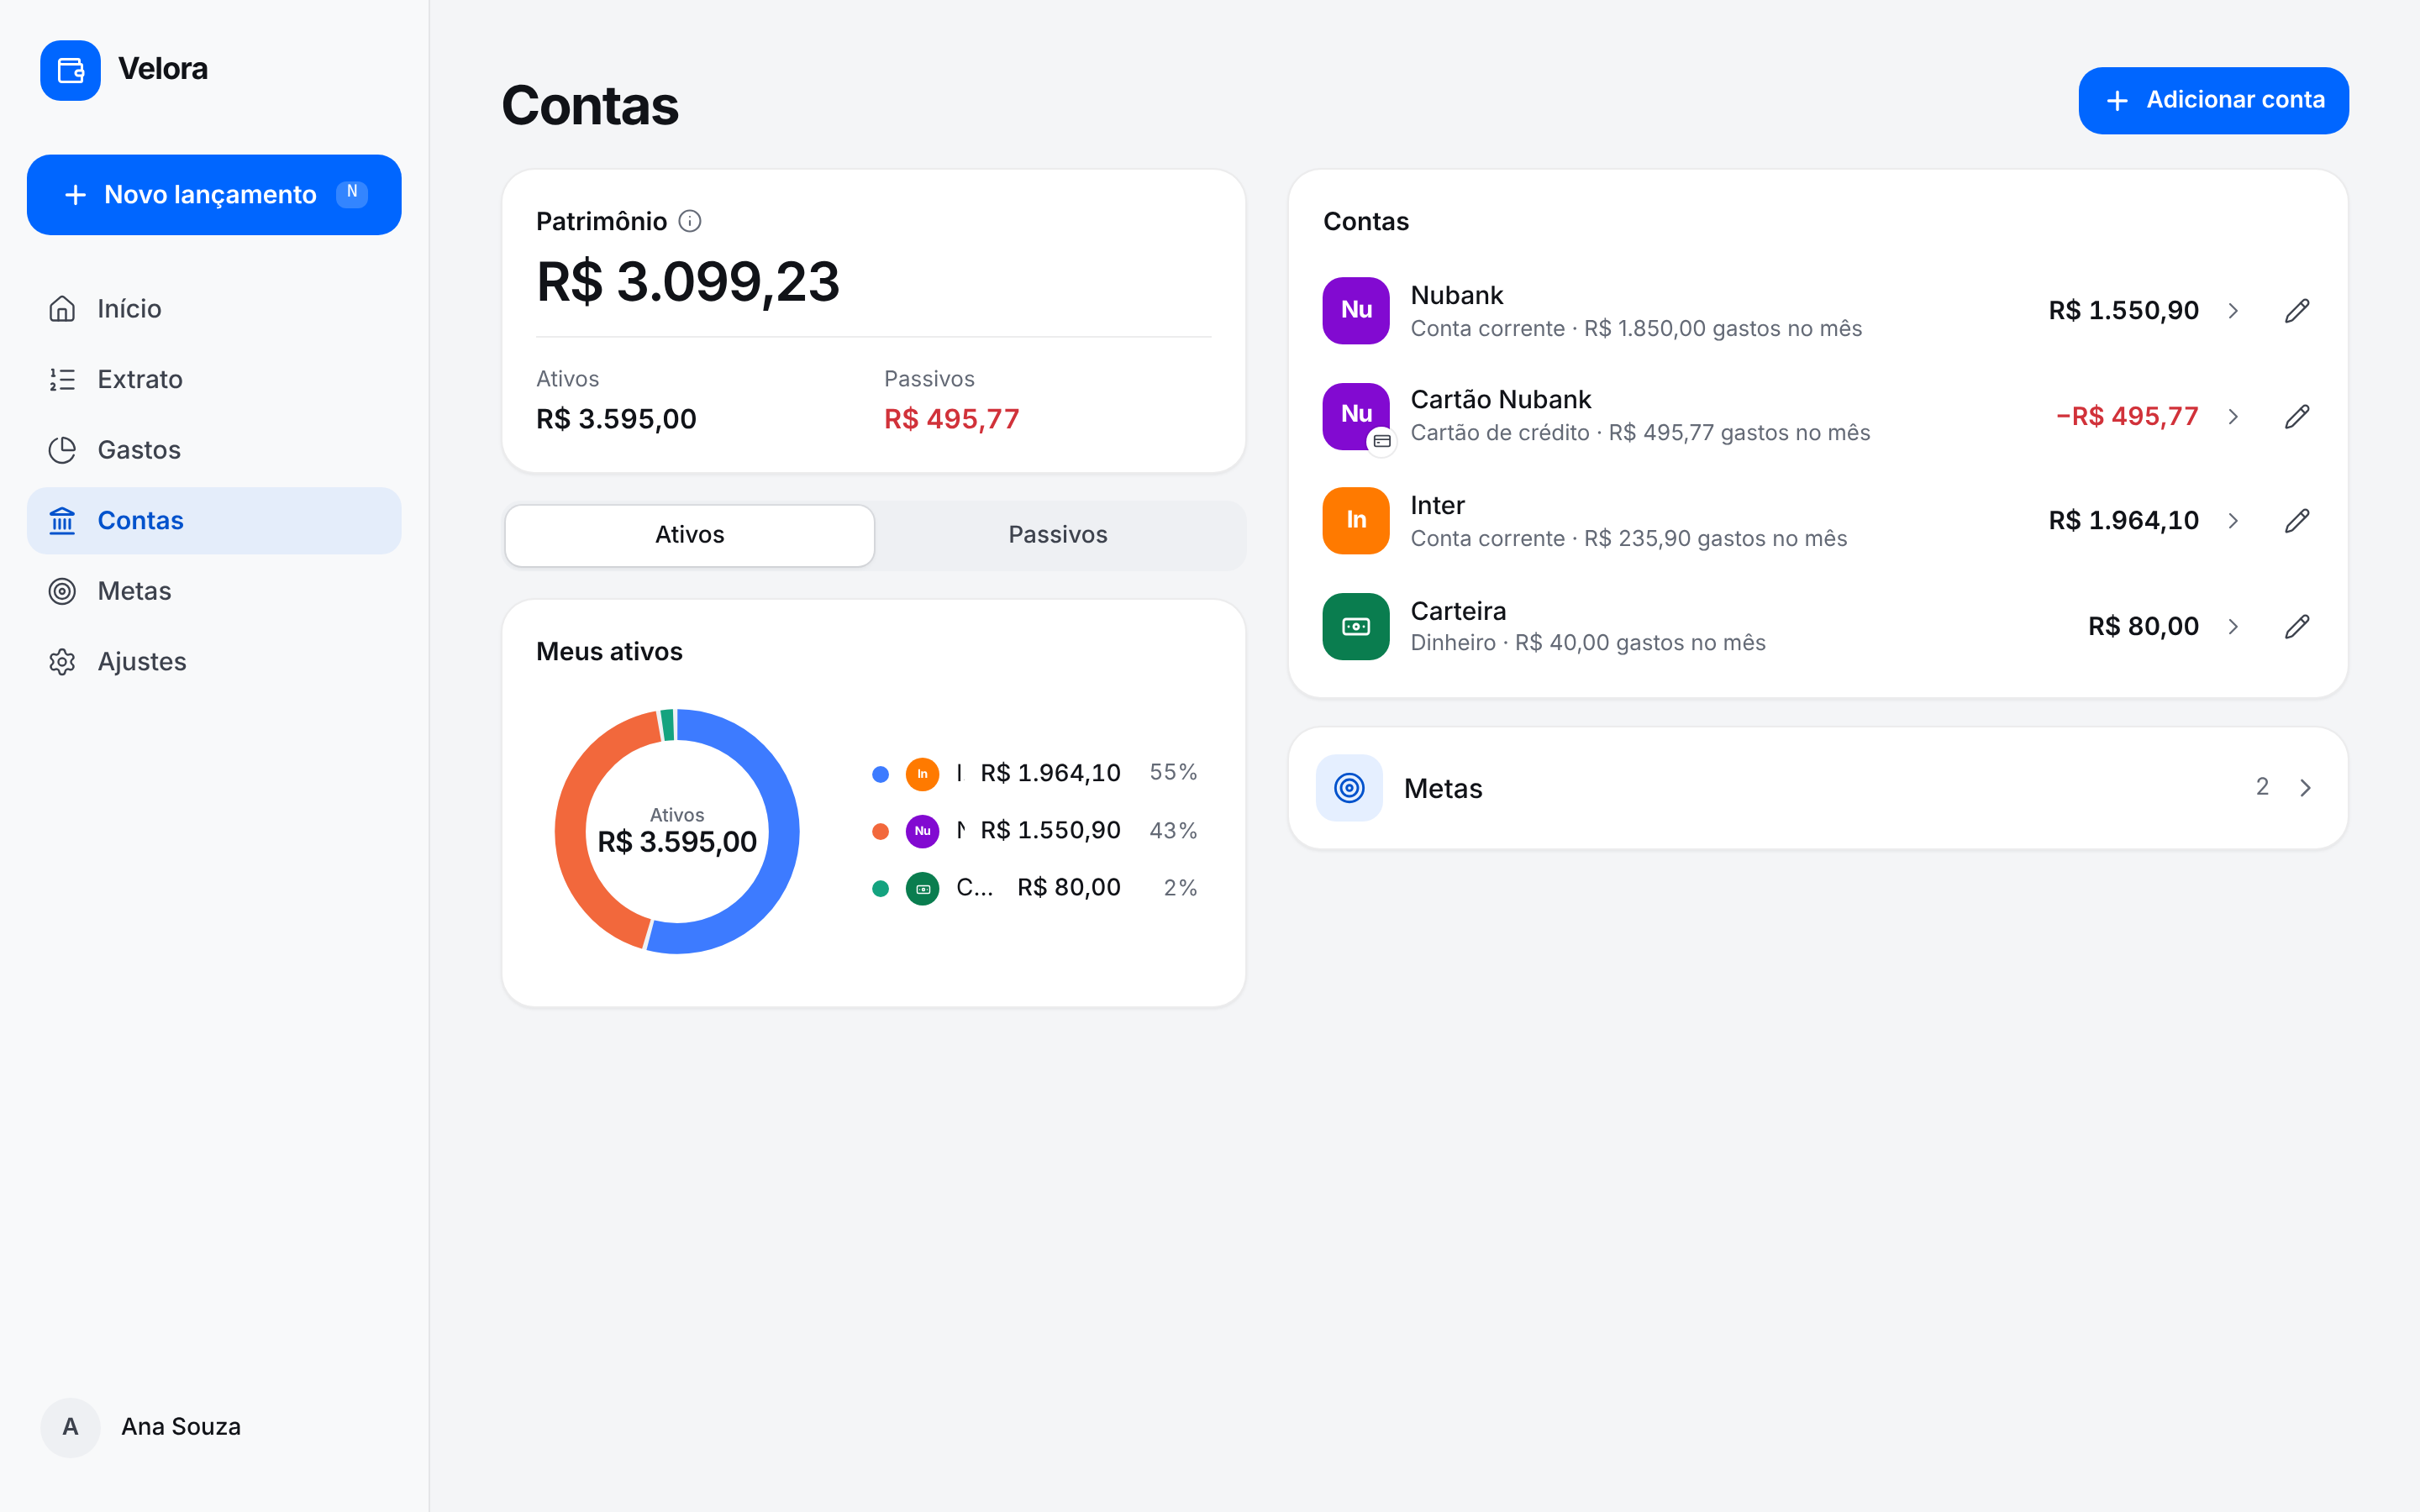 Velora
Novo lançamento N
Início
Extrato
Gastos
Contas
Metas
Ajustes
A Ana Souza
Contas
Adicionar conta
Patrimônio
R$ 3.099,23
Ativos Passivos
R$ 3.595,00 R$ 495,77
Ativos Passivos
Meus ativos
Ativos
R$ 3.595,00
In R$ 1.964,10 55%
Nu R$ 1.550,90 43%
C... R$ 80,00 2%
Contas
Nu Nubank R$ 1.550,90
Conta corrente · R$ 1.850,00 gastos no mês
Nu Cartão Nubank −R$ 495,77
Cartão de crédito · R$ 495,77 gastos no mês
In Inter R$ 1.964,10
Conta corrente · R$ 235,90 gastos no mês
Carteira R$ 80,00
Dinheiro · R$ 40,00 gastos no mês
Metas 2